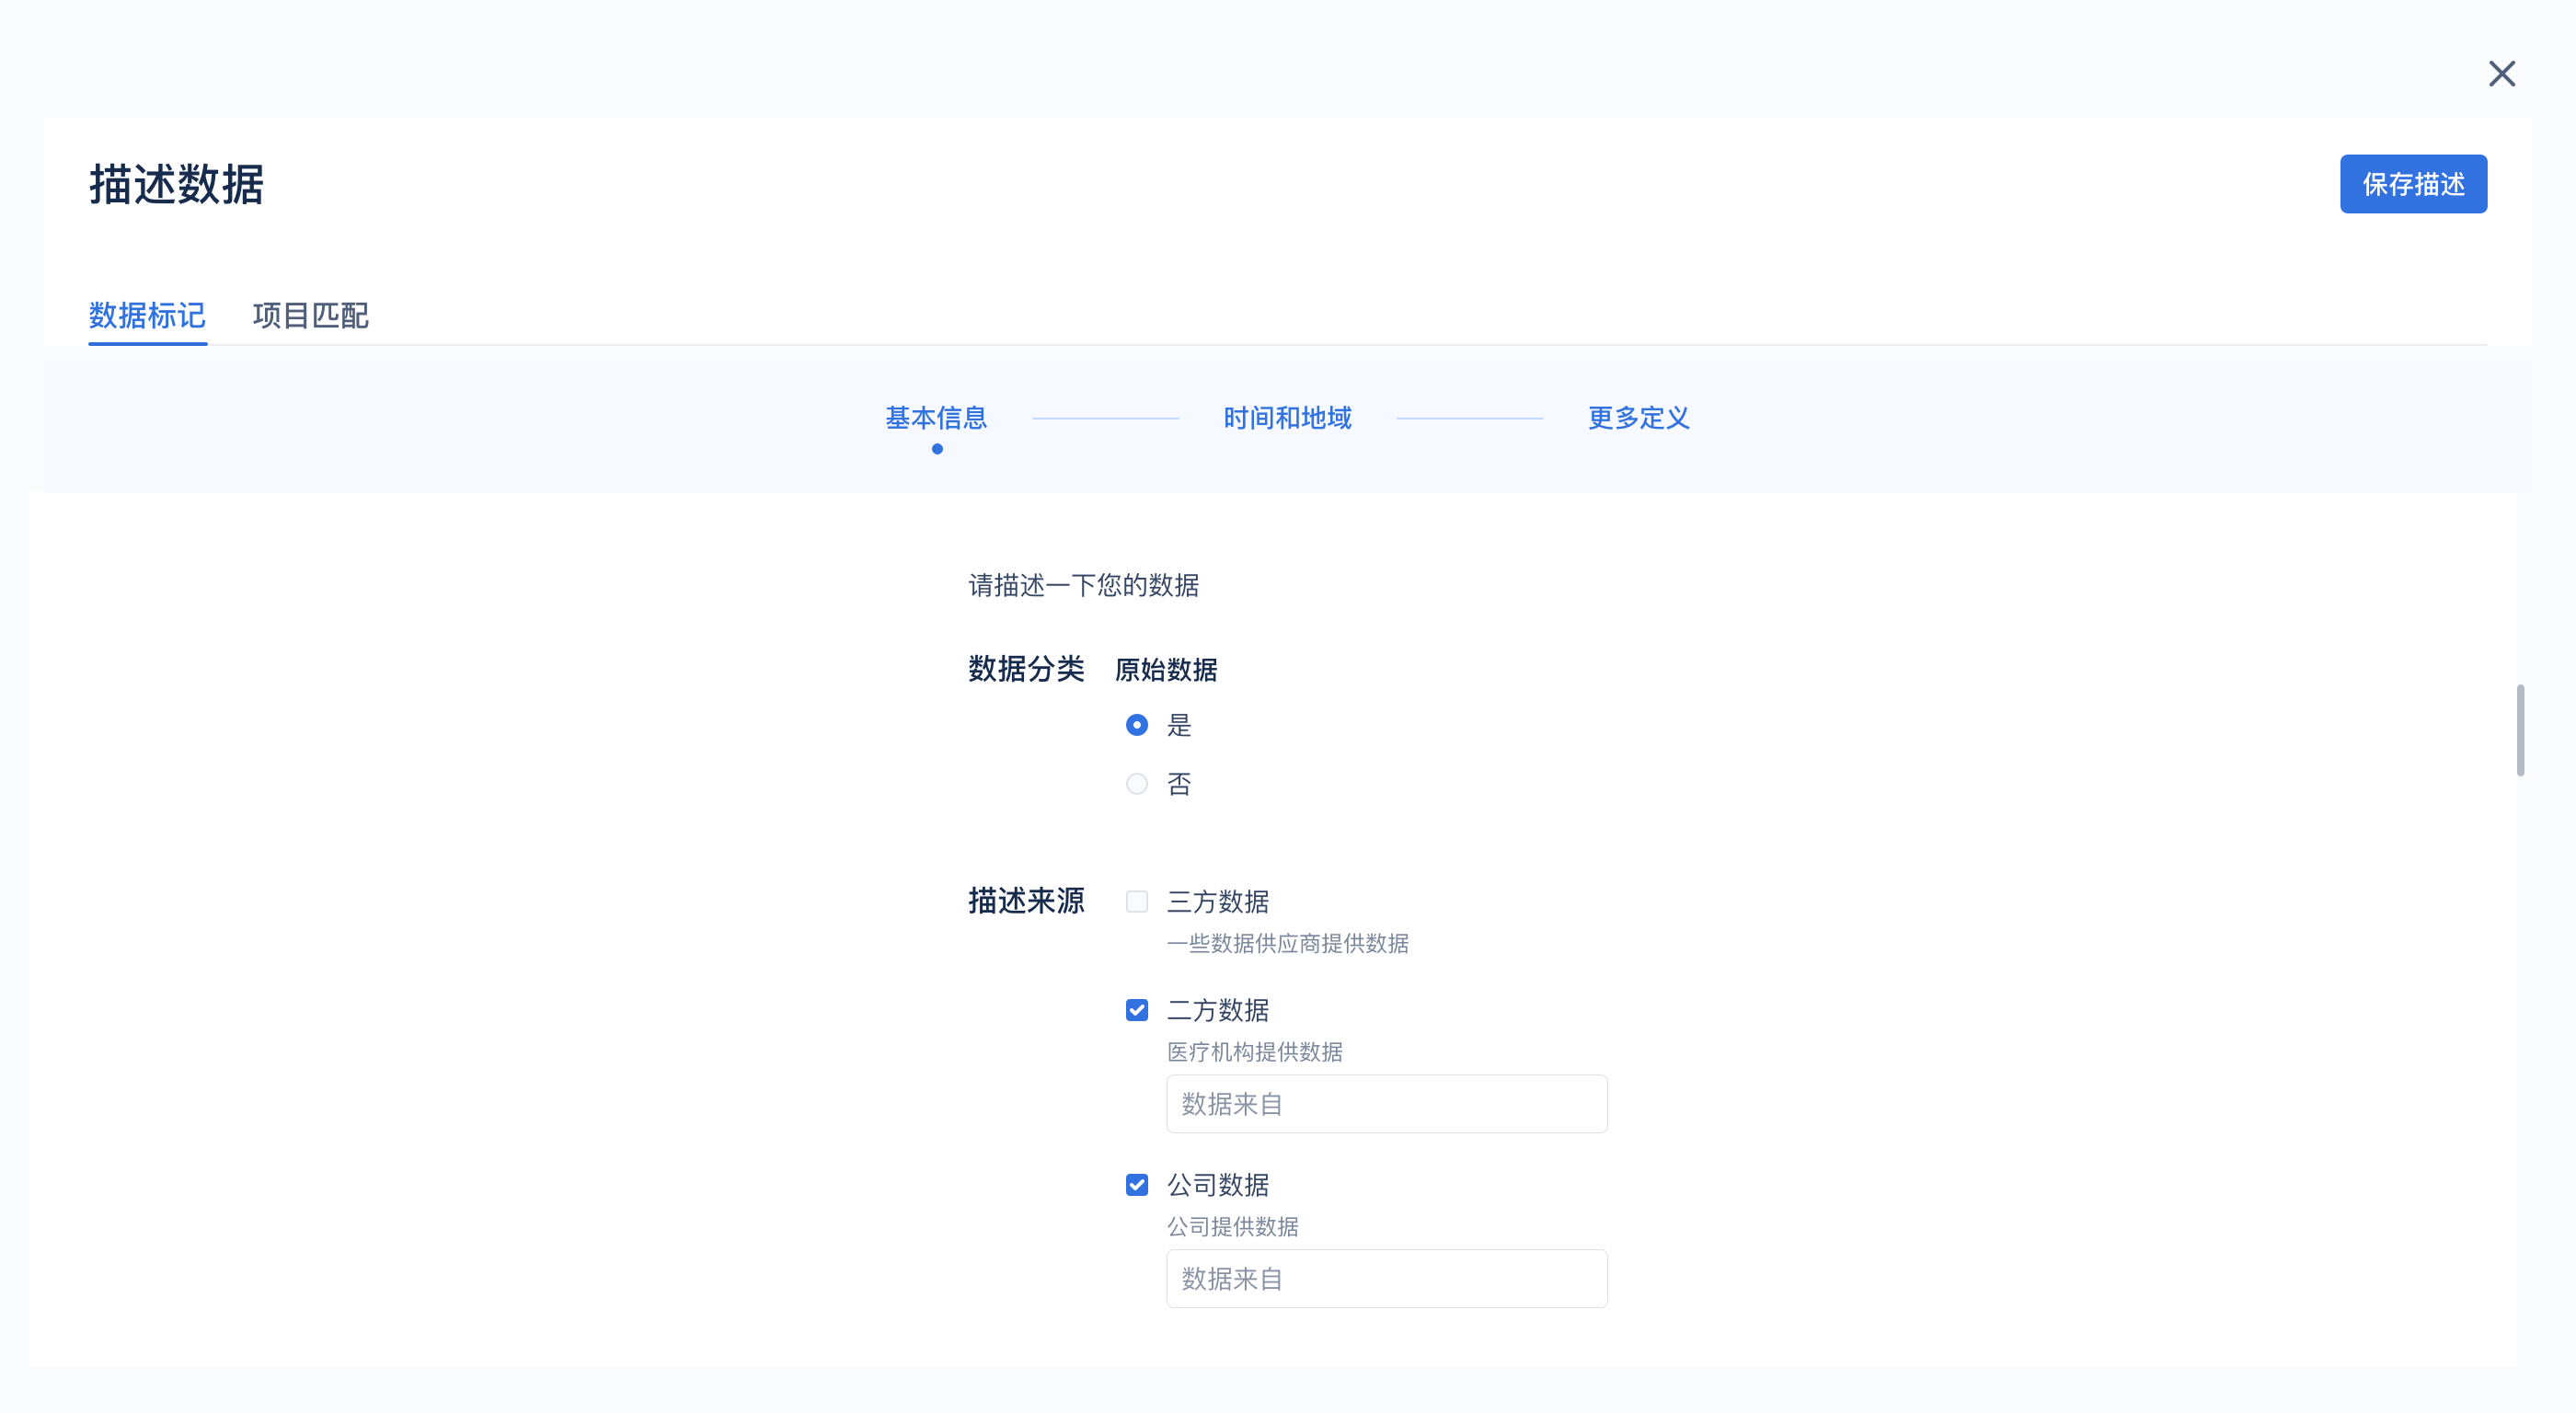 描述数据
保存描述
数据标记 项目匹配
基本信息 时间和地域 更多定义
请描述一下您的数据
数据分类 原始数据
是
否
描述来源 三方数据
一些数据供应商提供数据
二方数据
医疗机构提供数据
数据来自
公司数据
公司提供数据
数据来自